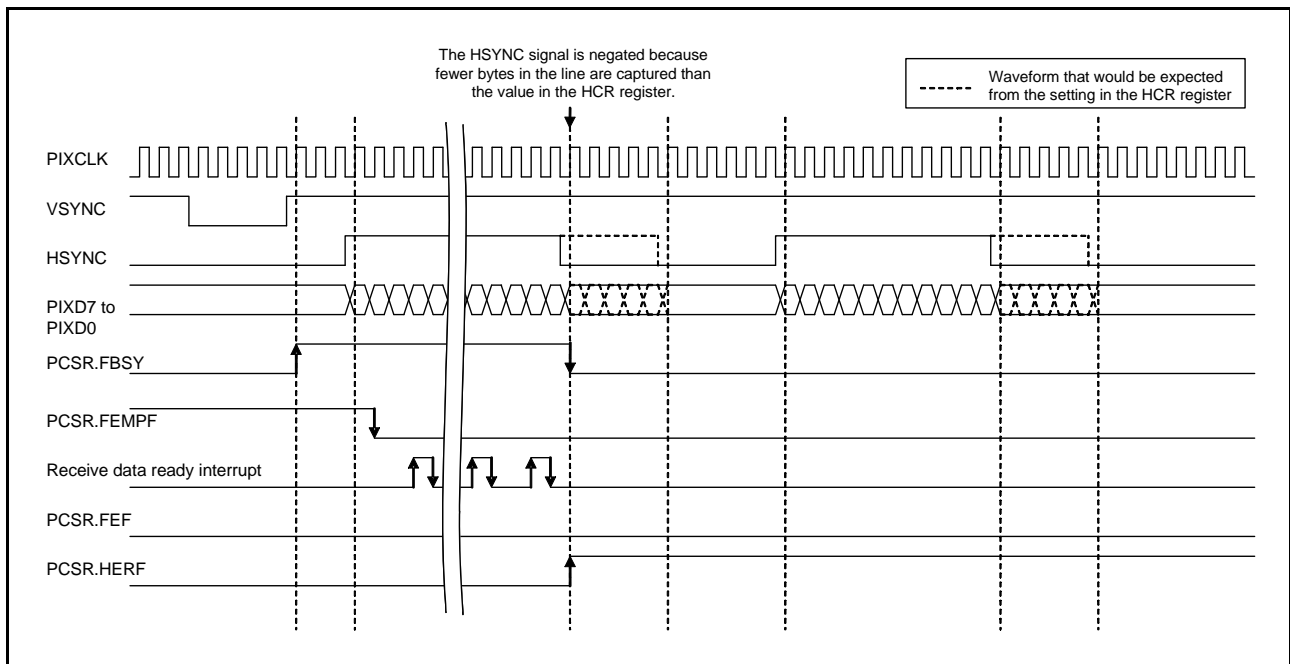 The HSYNC signal is negated because
fewer bytes in the line are captured than
the value in the HCR register.
Waveform that would be expected
from the setting in the HCR register
PIXCLK
VSYNC
HSYNC
PIXD7 to
PIXD0
PCSR.FBSY
PCSR.FEMPF
Receive data ready interrupt
PCSR.FEF
PCSR.HERF